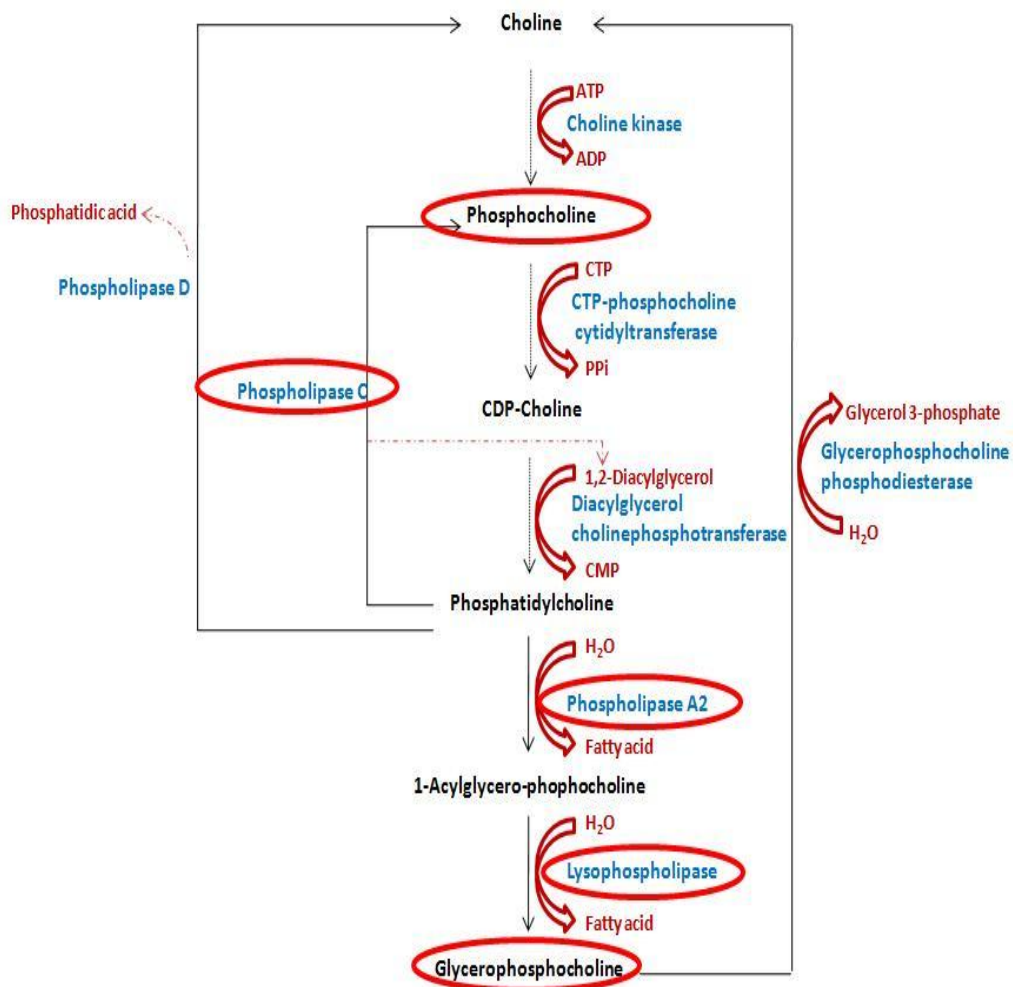 Choline
ATP
Choline kinase
ADP
Phosphatidic acid
Phosphocholine
Phospholipase D
CTP
CTP-phosphocholine
cytidyltransferase
PPi
Phospholipase C
CDP-Choline
Glycerol 3-phosphate
Glycerophosphocholine
phosphodiesterase
H₂O
1,2-Diacylglycerol
Diacylglycerol
cholinephosphotransferase
CMP
Phosphatidylcholine
H₂O
Phospholipase A2
Fatty acid
1-Acylglycero-phophocholine
H₂O
Lysophospholipase
Fatty acid
Glycerophosphocholine